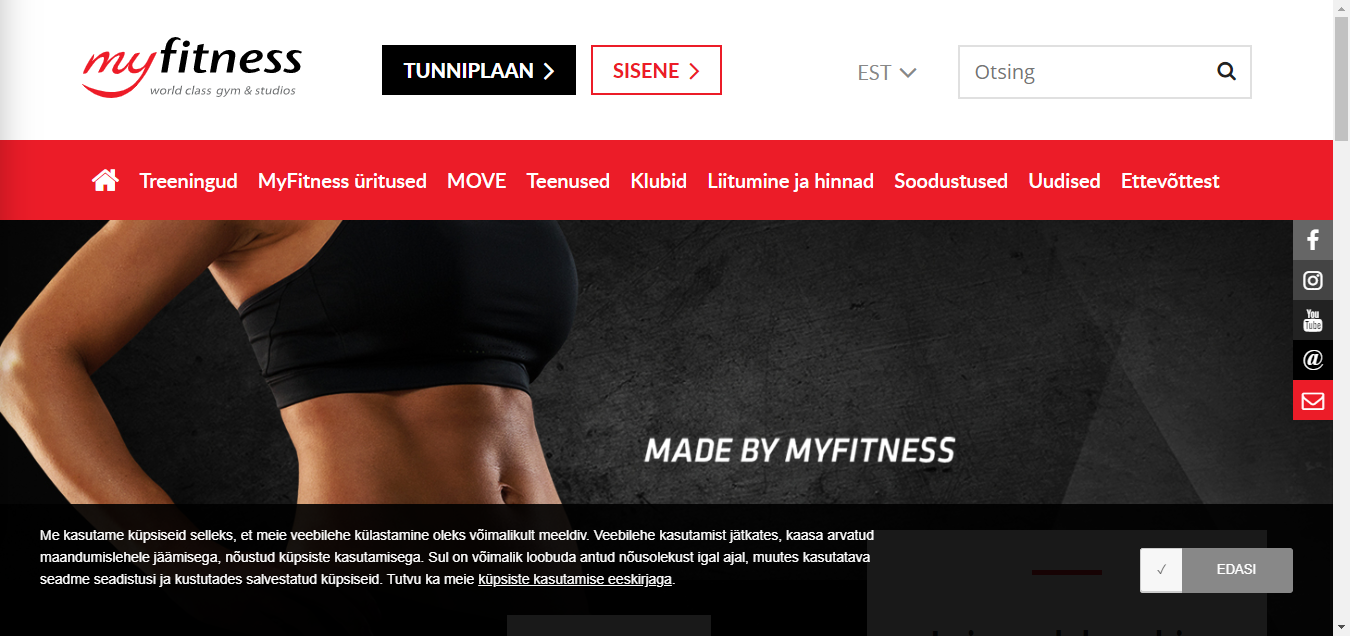 myfitness
world class gym & studios
TUNNIPLAAN
SISENE
EST
Otsing
Treeningud MyFitness üritused MOVE Teenused Klubid Liitumine ja hinnad Soodustused Uudised Ettevõttest
You
Tube
@
MADE BY MYFITNESS
Me kasutame küpsiseid selleks, et meie veebilehe külastamine oleks võimalikult meeldiv. Veebilehe kasutamist jätkates, kaasa arvatud
maandumislehele jäämisega, nõustud küpsiste kasutamisega. Sul on võimalik loobuda antud nõusolekust igal ajal, muutes kasutatava
seadme seadistusi ja kustutades salvestatud küpsiseid. Tutvu ka meie küpsiste kasutamise eeskirjaga.
✓ EDASI